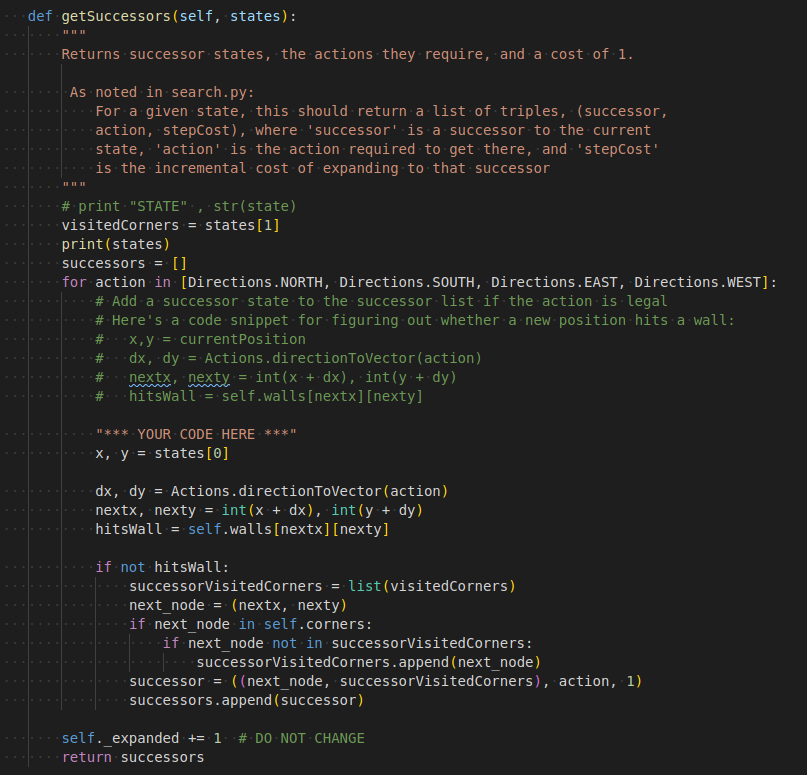 def getSuccessors(self, states):
"""
Returns successor states, the actions they require, and a cost of 1.
As noted in search.py:
For a given state, this should return a list of triples, (successor,
action, stepCost), where 'successor' is a successor to the current
state, 'action' is the action required to get there, and 'stepCost'
is the incremental cost of expanding to that successor
"""
# print "STATE" , str(state)
visitedCorners = states[1]
print(states)
successors = []
for action in [Directions.NORTH, Directions.SOUTH, Directions.EAST, Directions.WEST]:
# Add a successor state to the successor list if the action is legal
# Here's a code snippet for figuring out whether a new position hits a wall:
#   x,y = currentPosition
#   dx, dy = Actions.directionToVector(action)
#   nextx, nexty = int(x + dx), int(y + dy)
#   hitsWall = self.walls[nextx][nexty]
"*** YOUR CODE HERE ***"
x, y = states[0]
dx, dy = Actions.directionToVector(action)
nextx, nexty = int(x + dx), int(y + dy)
hitsWall = self.walls[nextx][nexty]
if not hitsWall:
successorVisitedCorners = list(visitedCorners)
next_node = (nextx, nexty)
if next_node in self.corners:
if next_node not in successorVisitedCorners:
successorVisitedCorners.append(next_node)
successor = ((next_node, successorVisitedCorners), action, 1)
successors.append(successor)
self._expanded += 1  # DO NOT CHANGE
return successors